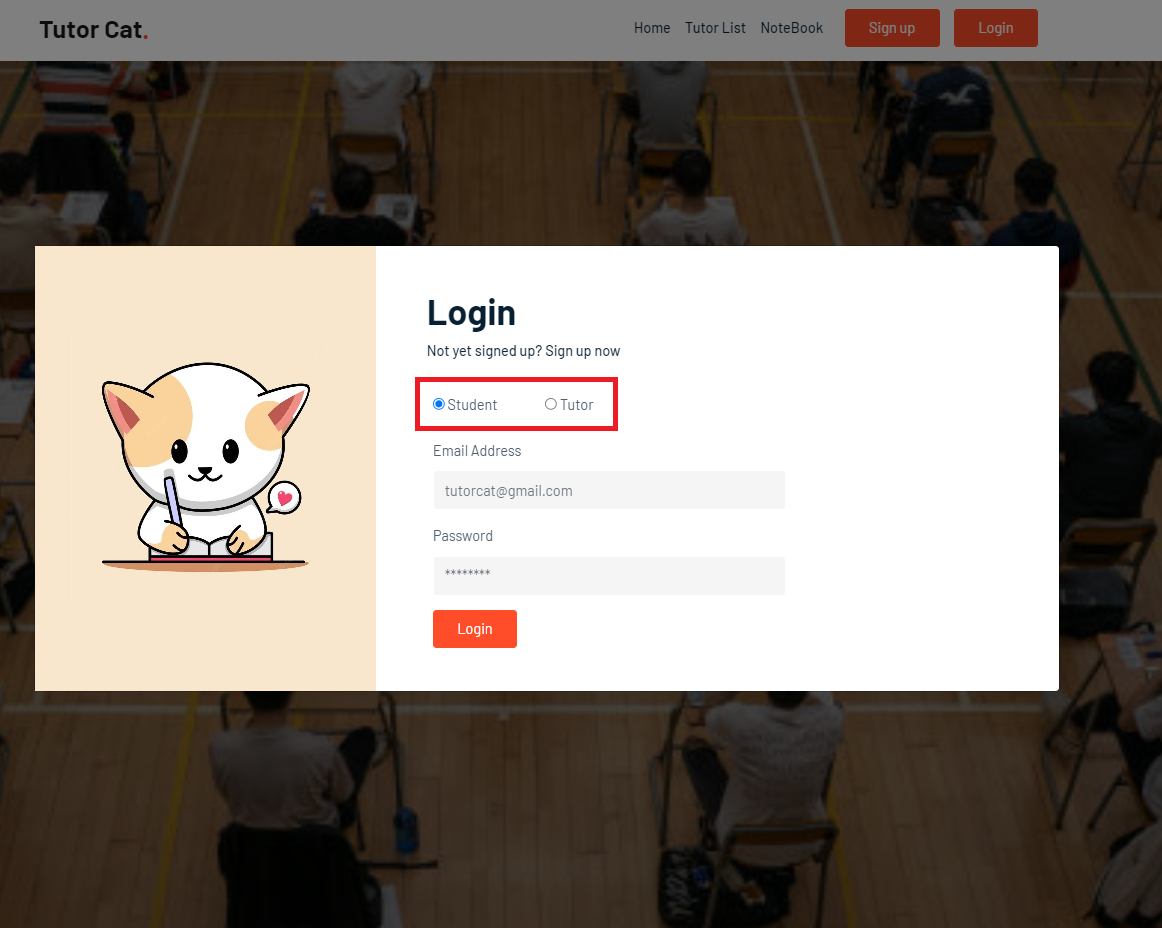 Tutor Cat.
Home Tutor List NoteBook Sign up Login
Login
Not yet signed up? Sign up now
Student Tutor
Email Address
tutorcat@gmail.com
Password
********
Login